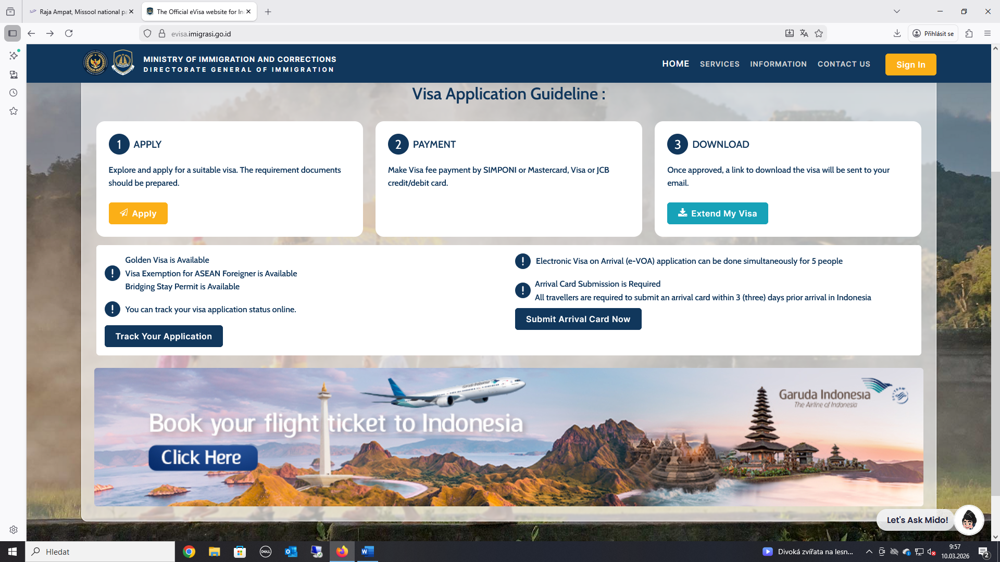 Raja Ampat, Missool national pa
The Official eVisa website for In
evisa.imigrasi.go.id
Přihlásit se
MINISTRY OF IMMIGRATION AND CORRECTIONS
DIRECTORATE GENERAL OF IMMIGRATION
HOME
SERVICES
INFORMATION
CONTACT US
Sign In
Visa Application Guideline :
1 APPLY
Explore and apply for a suitable visa. The requirement documents
should be prepared.
Apply
2 PAYMENT
Make Visa fee payment by SIMPONI or Mastercard, Visa or JCB
credit/debit card.
3 DOWNLOAD
Once approved, a link to download the visa will be sent to your
email.
Extend My Visa
Golden Visa is Available
Visa Exemption for ASEAN Foreigner is Available
Bridging Stay Permit is Available
You can track your visa application status online.
Track Your Application
Electronic Visa on Arrival (e-VOA) application can be done simultaneously for 5 people
Arrival Card Submission is Required
All travellers are required to submit an arrival card within 3 (three) days prior arrival in Indonesia
Submit Arrival Card Now
Garuda Indonesia
Garuda Indonesia
The Airline of Indonesia
Book your flight ticket to Indonesia
Click Here
Let's Ask Mido!
Hledat
DELL
Divoká zvířata na lesn...
9:57
10.03.2026
2